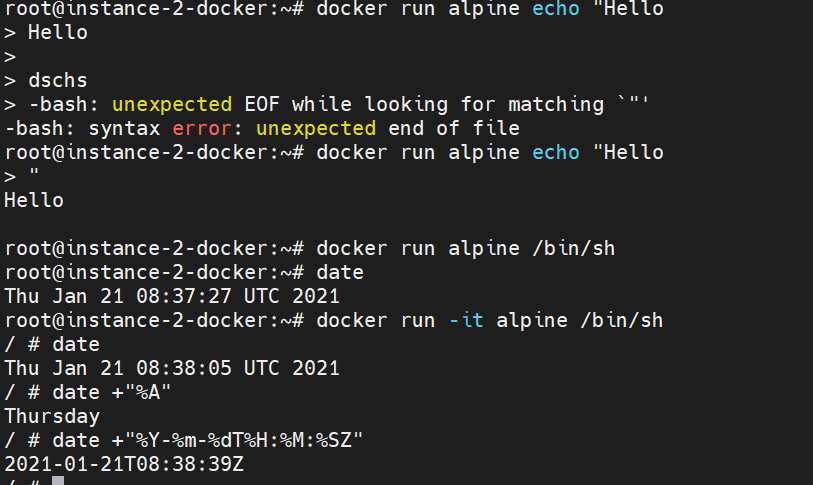 root@instance-2-docker:~# docker run alpine echo "Hello
> Hello
>
> dschs
> -bash: unexpected EOF while looking for matching `"'
-bash: syntax error: unexpected end of file
root@instance-2-docker:~# docker run alpine echo "Hello
> "
Hello
root@instance-2-docker:~# docker run alpine /bin/sh
root@instance-2-docker:~# date
Thu Jan 21 08:37:27 UTC 2021
root@instance-2-docker:~# docker run -it alpine /bin/sh
/ # date
Thu Jan 21 08:38:05 UTC 2021
/ # date +"%A"
Thursday
/ # date +"%Y-%m-%dT%H:%M:%SZ"
2021-01-21T08:38:39Z
/ #